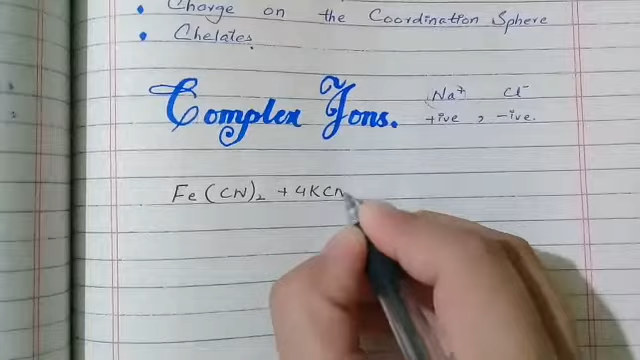 • Charge on the Coordination Sphere
• Chelates.
Complex Ions. Na⁺ Cl⁻
+ive , -ive.
Fe(CN)₂ + 4KCN